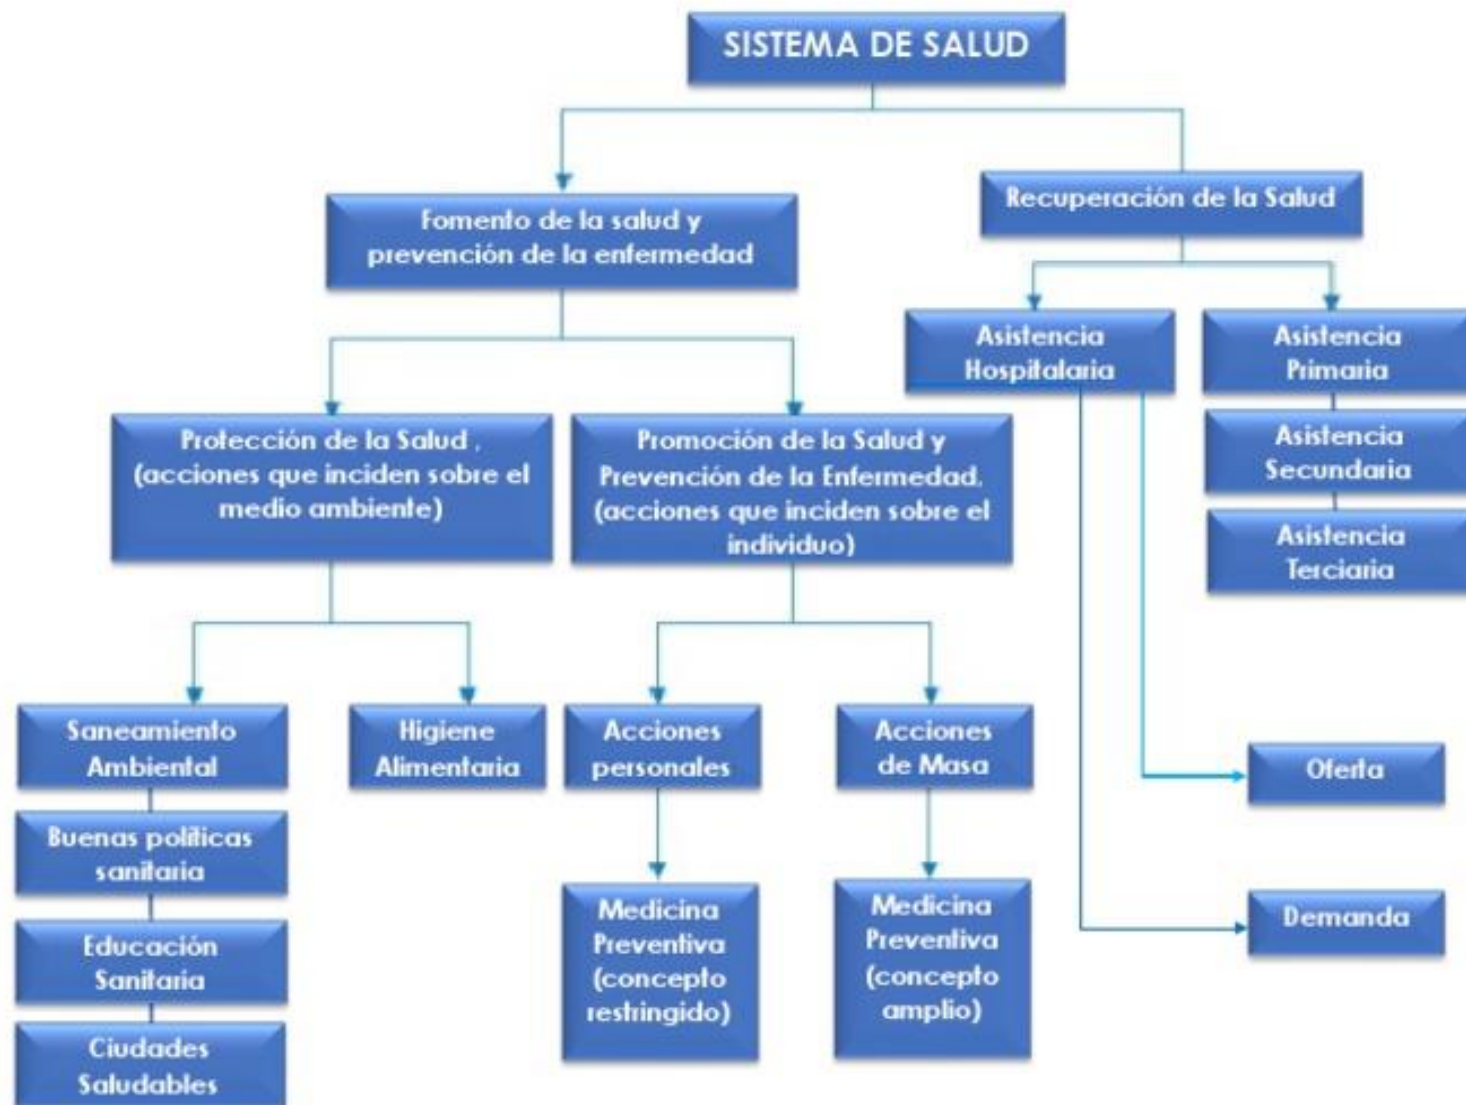 SISTEMA DE SALUD
Fomento de la salud y
prevención de la enfermedad
Recuperación de la Salud
Asistencia
Hospitalaria
Asistencia
Primaria
Asistencia
Secundaria
Asistencia
Terciaria
Protección de la Salud ,
(acciones que inciden sobre el
medio ambiente)
Promoción de la Salud y
Prevención de la Enfermedad.
(acciones que inciden sobre el
individuo)
Saneamiento
Ambiental
Higiene
Alimentaria
Acciones
personales
Acciones
de Masa
Oferta
Buenas políticas
sanitaria
Medicina
Preventiva
(concepto
restringido)
Medicina
Preventiva
(concepto
amplio)
Demanda
Educación
Sanitaria
Ciudades
Saludables